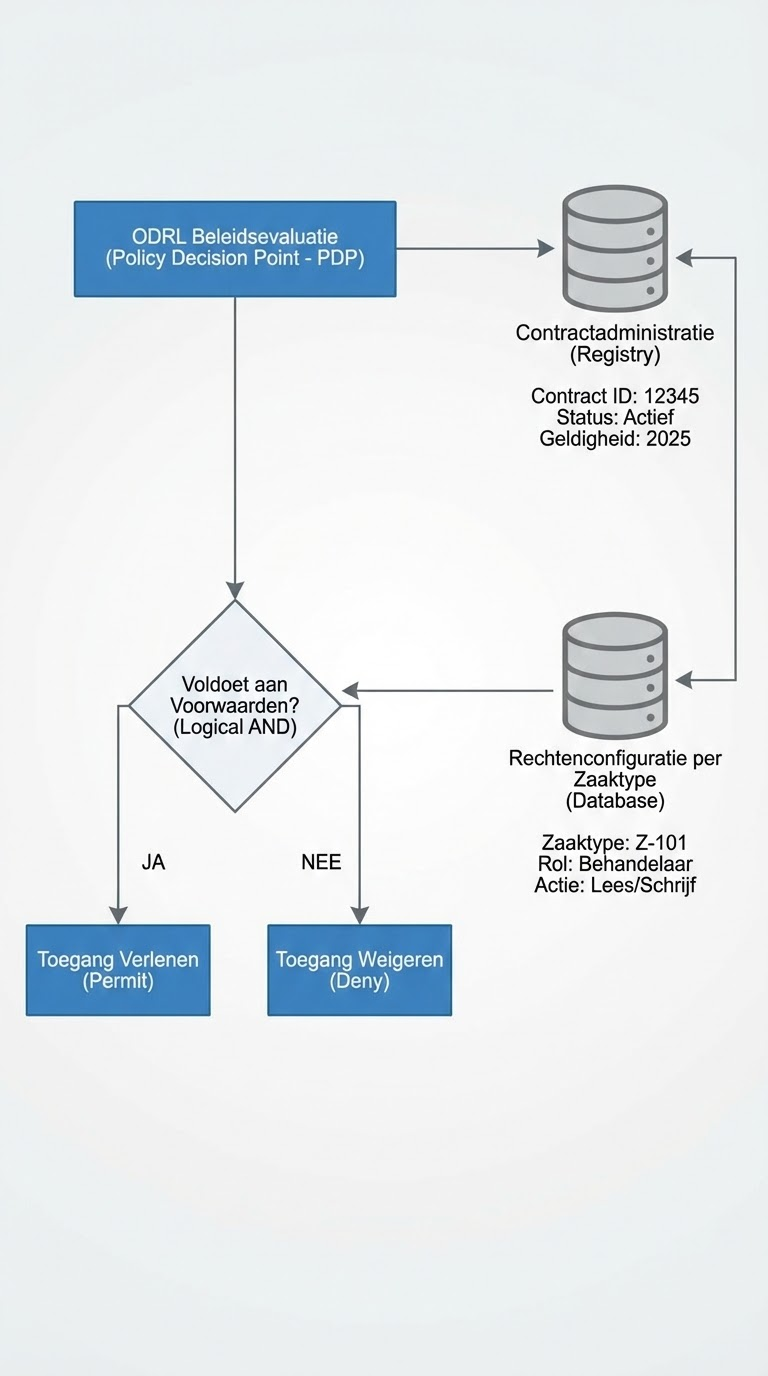 ODRL Beleidsevaluatie
(Policy Decision Point - PDP)
Contractadministratie
(Registry)
Contract ID: 12345
Status: Actief
Geldigheid: 2025
Voldoet aan
Voorwaarden?
(Logical AND)
Rechtenconfiguratie per
Zaaktype
(Database)
Zaaktype: Z-101
Rol: Behandelaar
Actie: Lees/Schrijf
JA
NEE
Toegang Verlenen
(Permit)
Toegang Weigeren
(Deny)